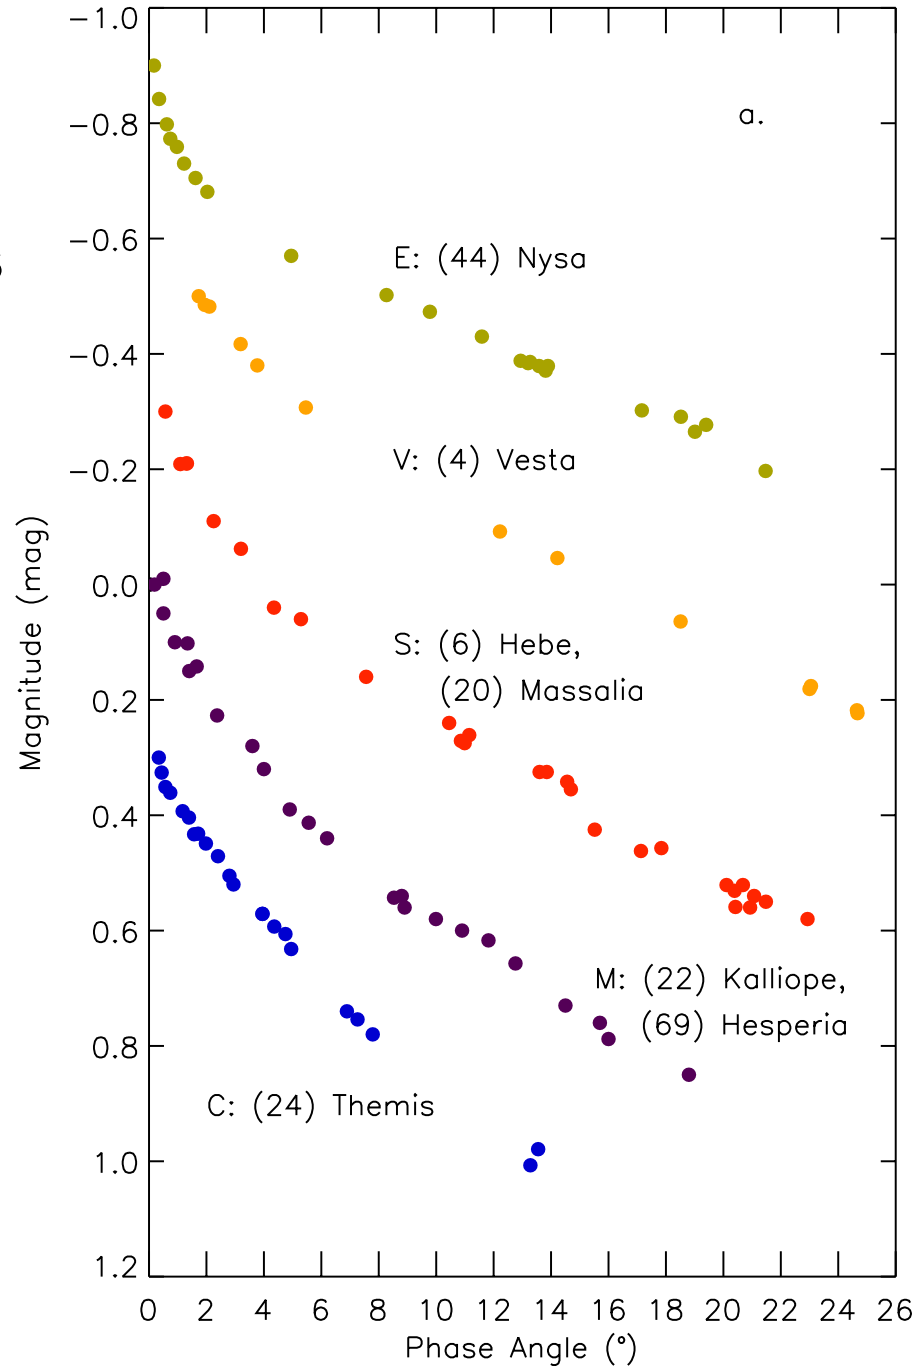 −1.0
a.
−0.8
−0.6
E: (44) Nysa
−0.4
−0.2
V: (4) Vesta
Magnitude (mag)
0.0
S: (6) Hebe,
(20) Massalia
0.2
0.4
0.6
M: (22) Kalliope,
(69) Hesperia
0.8
C: (24) Themis
1.0
1.2
0 2 4 6 8 10 12 14 16 18 20 22 24 26
Phase Angle (°)